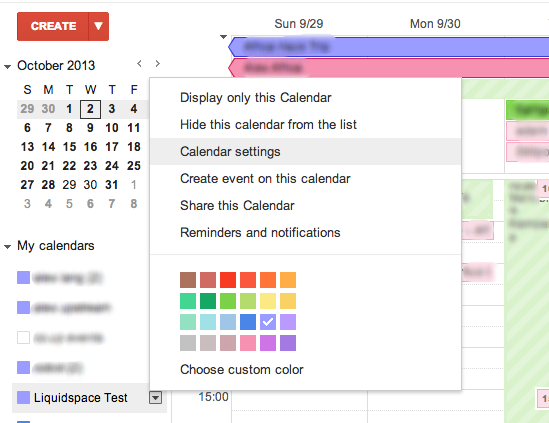 CREATE
Sun 9/29
Mon 9/30
October 2013
S M T W T F
29 30 1 2 3 4
6 7 8 9 10 11
13 14 15 16 17 18
20 21 22 23 24 25
27 28 29 30 31 1
3 4 5 6 7 8
Display only this Calendar
Hide this calendar from the list
Calendar settings
Create event on this calendar
Share this Calendar
Reminders and notifications
My calendars
Choose custom color
Liquidspace Test
15:00